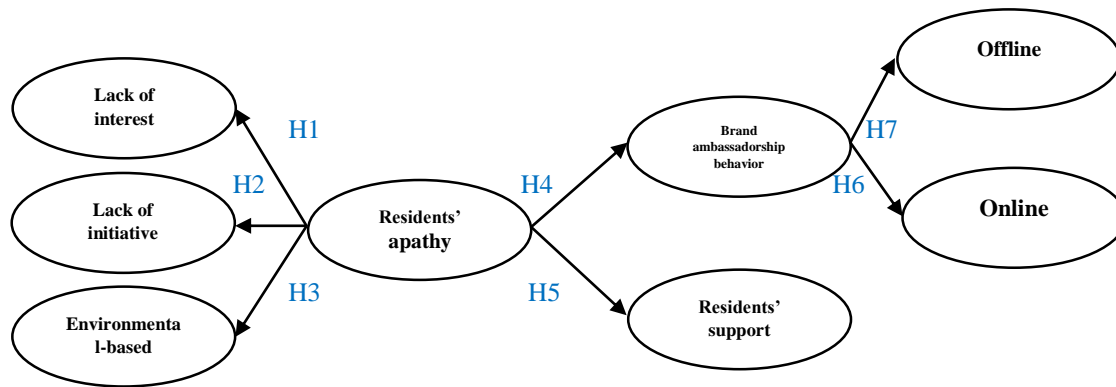 Lack of
interest
H1
H2
Lack of
initiative
H3
Environmenta
l-based
Residents’
apathy
H4
H5
Brand
ambassadorship
behavior
Residents’
support
H7
H6
Offline
Online